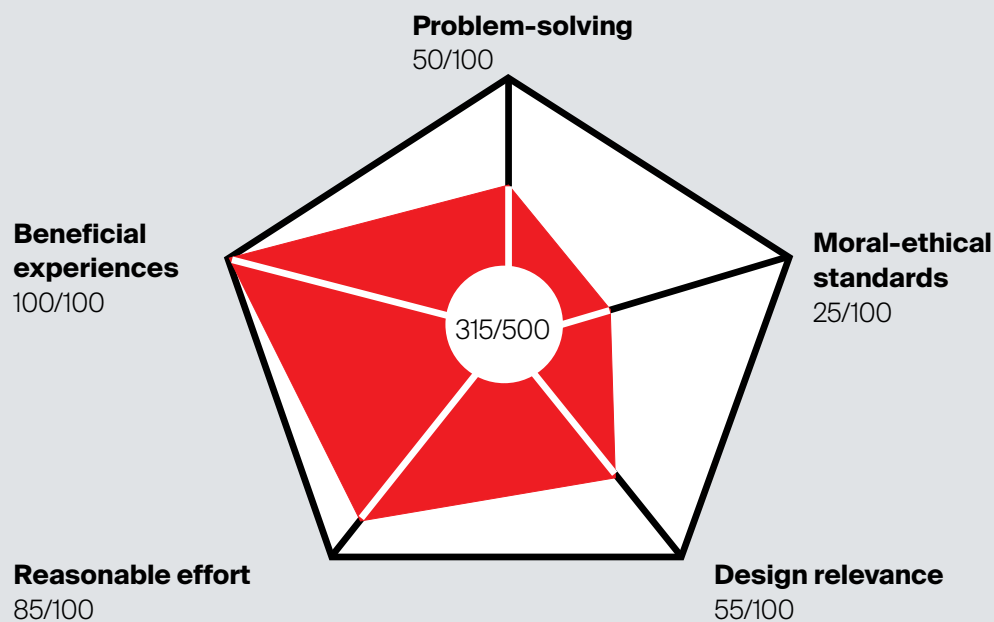 Problem-solving
50/100
Beneficial
experiences
100/100
Moral-ethical
standards
25/100
315/500
Reasonable effort
85/100
Design relevance
55/100